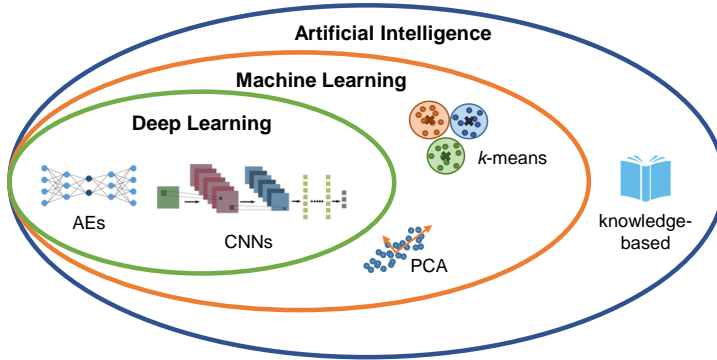 Artificial Intelligence
Machine Learning
Deep Learning
k-means
AEs
CNNs
knowledge-
based
PCA